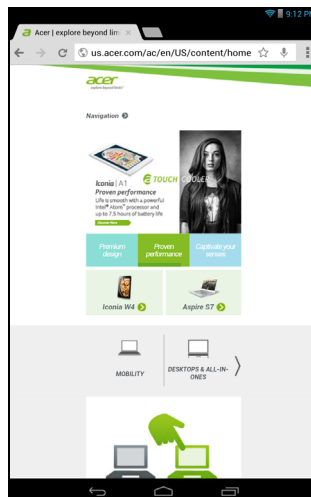 9:12 PM
Acer | explore beyond lim
us.acer.com/ac/en/US/content/home
acer
explore beyond limits
Navigation
a TOUCH COOLER
Iconia | A1
Proven performance
Life is smooth with a powerful
Intel® Atom™ processor and
up to 7.5 hours of battery life
Premium
design
Proven
performance
Captivate your
senses
Iconia W4
Aspire S7
MOBILITY
DESKTOPS & ALL-IN-
ONES